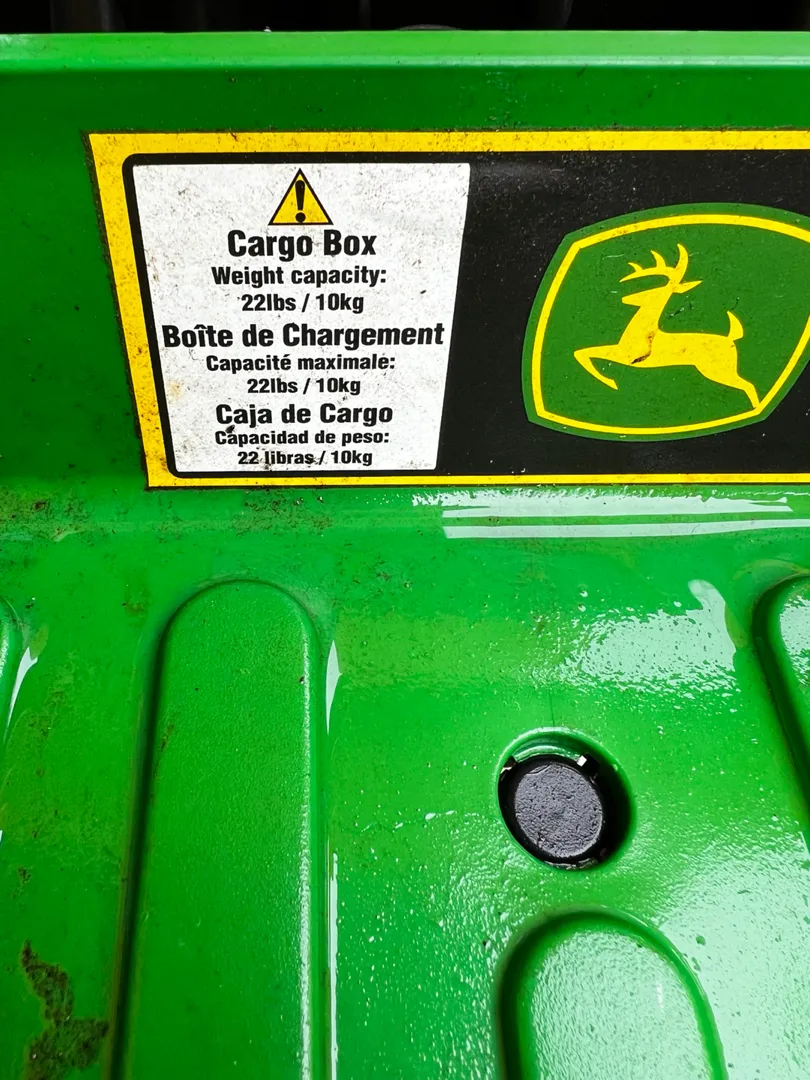 Cargo Box
Weight capacity:
22lbs / 10kg
Boîte de Chargement
Capacité maximale:
22lbs / 10kg
Caja de Cargo
Capacidad de peso:
22 libras / 10kg